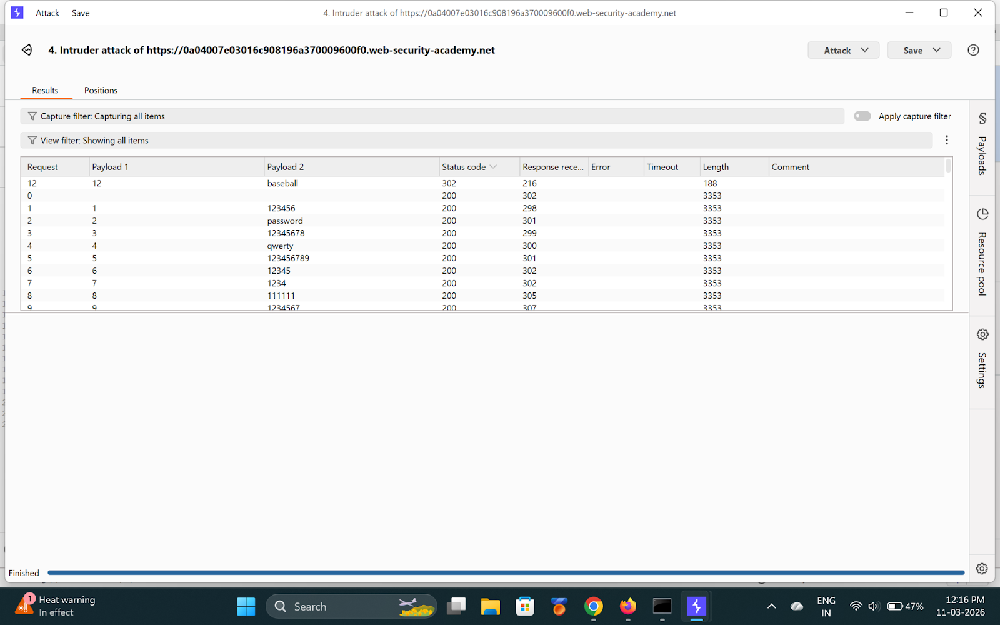 Attack Save 4. Intruder attack of https://0a04007e03016c908196a370009600f0.web-security-academy.net
4. Intruder attack of https://0a04007e03016c908196a370009600f0.web-security-academy.net Attack Save
Results Positions
Capture filter: Capturing all items Apply capture filter
View filter: Showing all items
Request Payload 1 Payload 2 Status code Response rece... Error Timeout Length Comment
12 12 baseball 302 216 188
0 200 302 3353
1 1 123456 200 298 3353
2 2 password 200 301 3353
3 3 12345678 200 299 3353
4 4 qwerty 200 300 3353
5 5 123456789 200 301 3353
6 6 12345 200 302 3353
7 7 1234 200 302 3353
8 8 111111 200 305 3353
9 9 1234567 200 307 3353
Payloads
Resource pool
Settings
Finished
1 Heat warning
In effect
Search
ENG
IN
47%
12:16 PM
11-03-2026